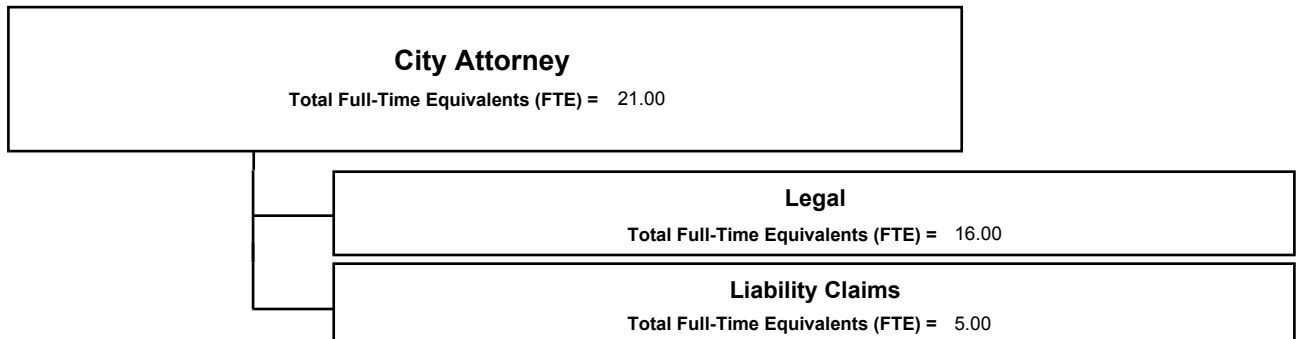 City Attorney
Total Full-Time Equivalents (FTE) = 21.00
Legal
Total Full-Time Equivalents (FTE) = 16.00
Liability Claims
Total Full-Time Equivalents (FTE) = 5.00